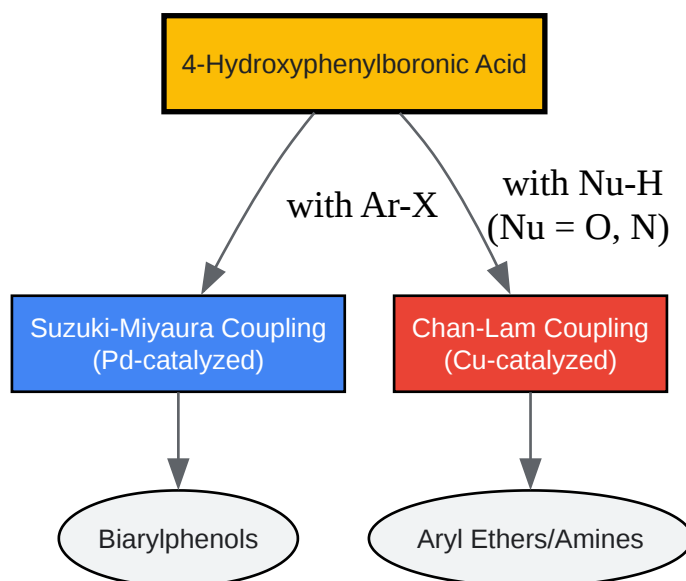 4-Hydroxyphenylboronic Acid
with Ar-X
with Nu-H
(Nu = O, N)
Suzuki-Miyaura Coupling
(Pd-catalyzed)
Chan-Lam Coupling
(Cu-catalyzed)
Biarylphenols
Aryl Ethers/Amines